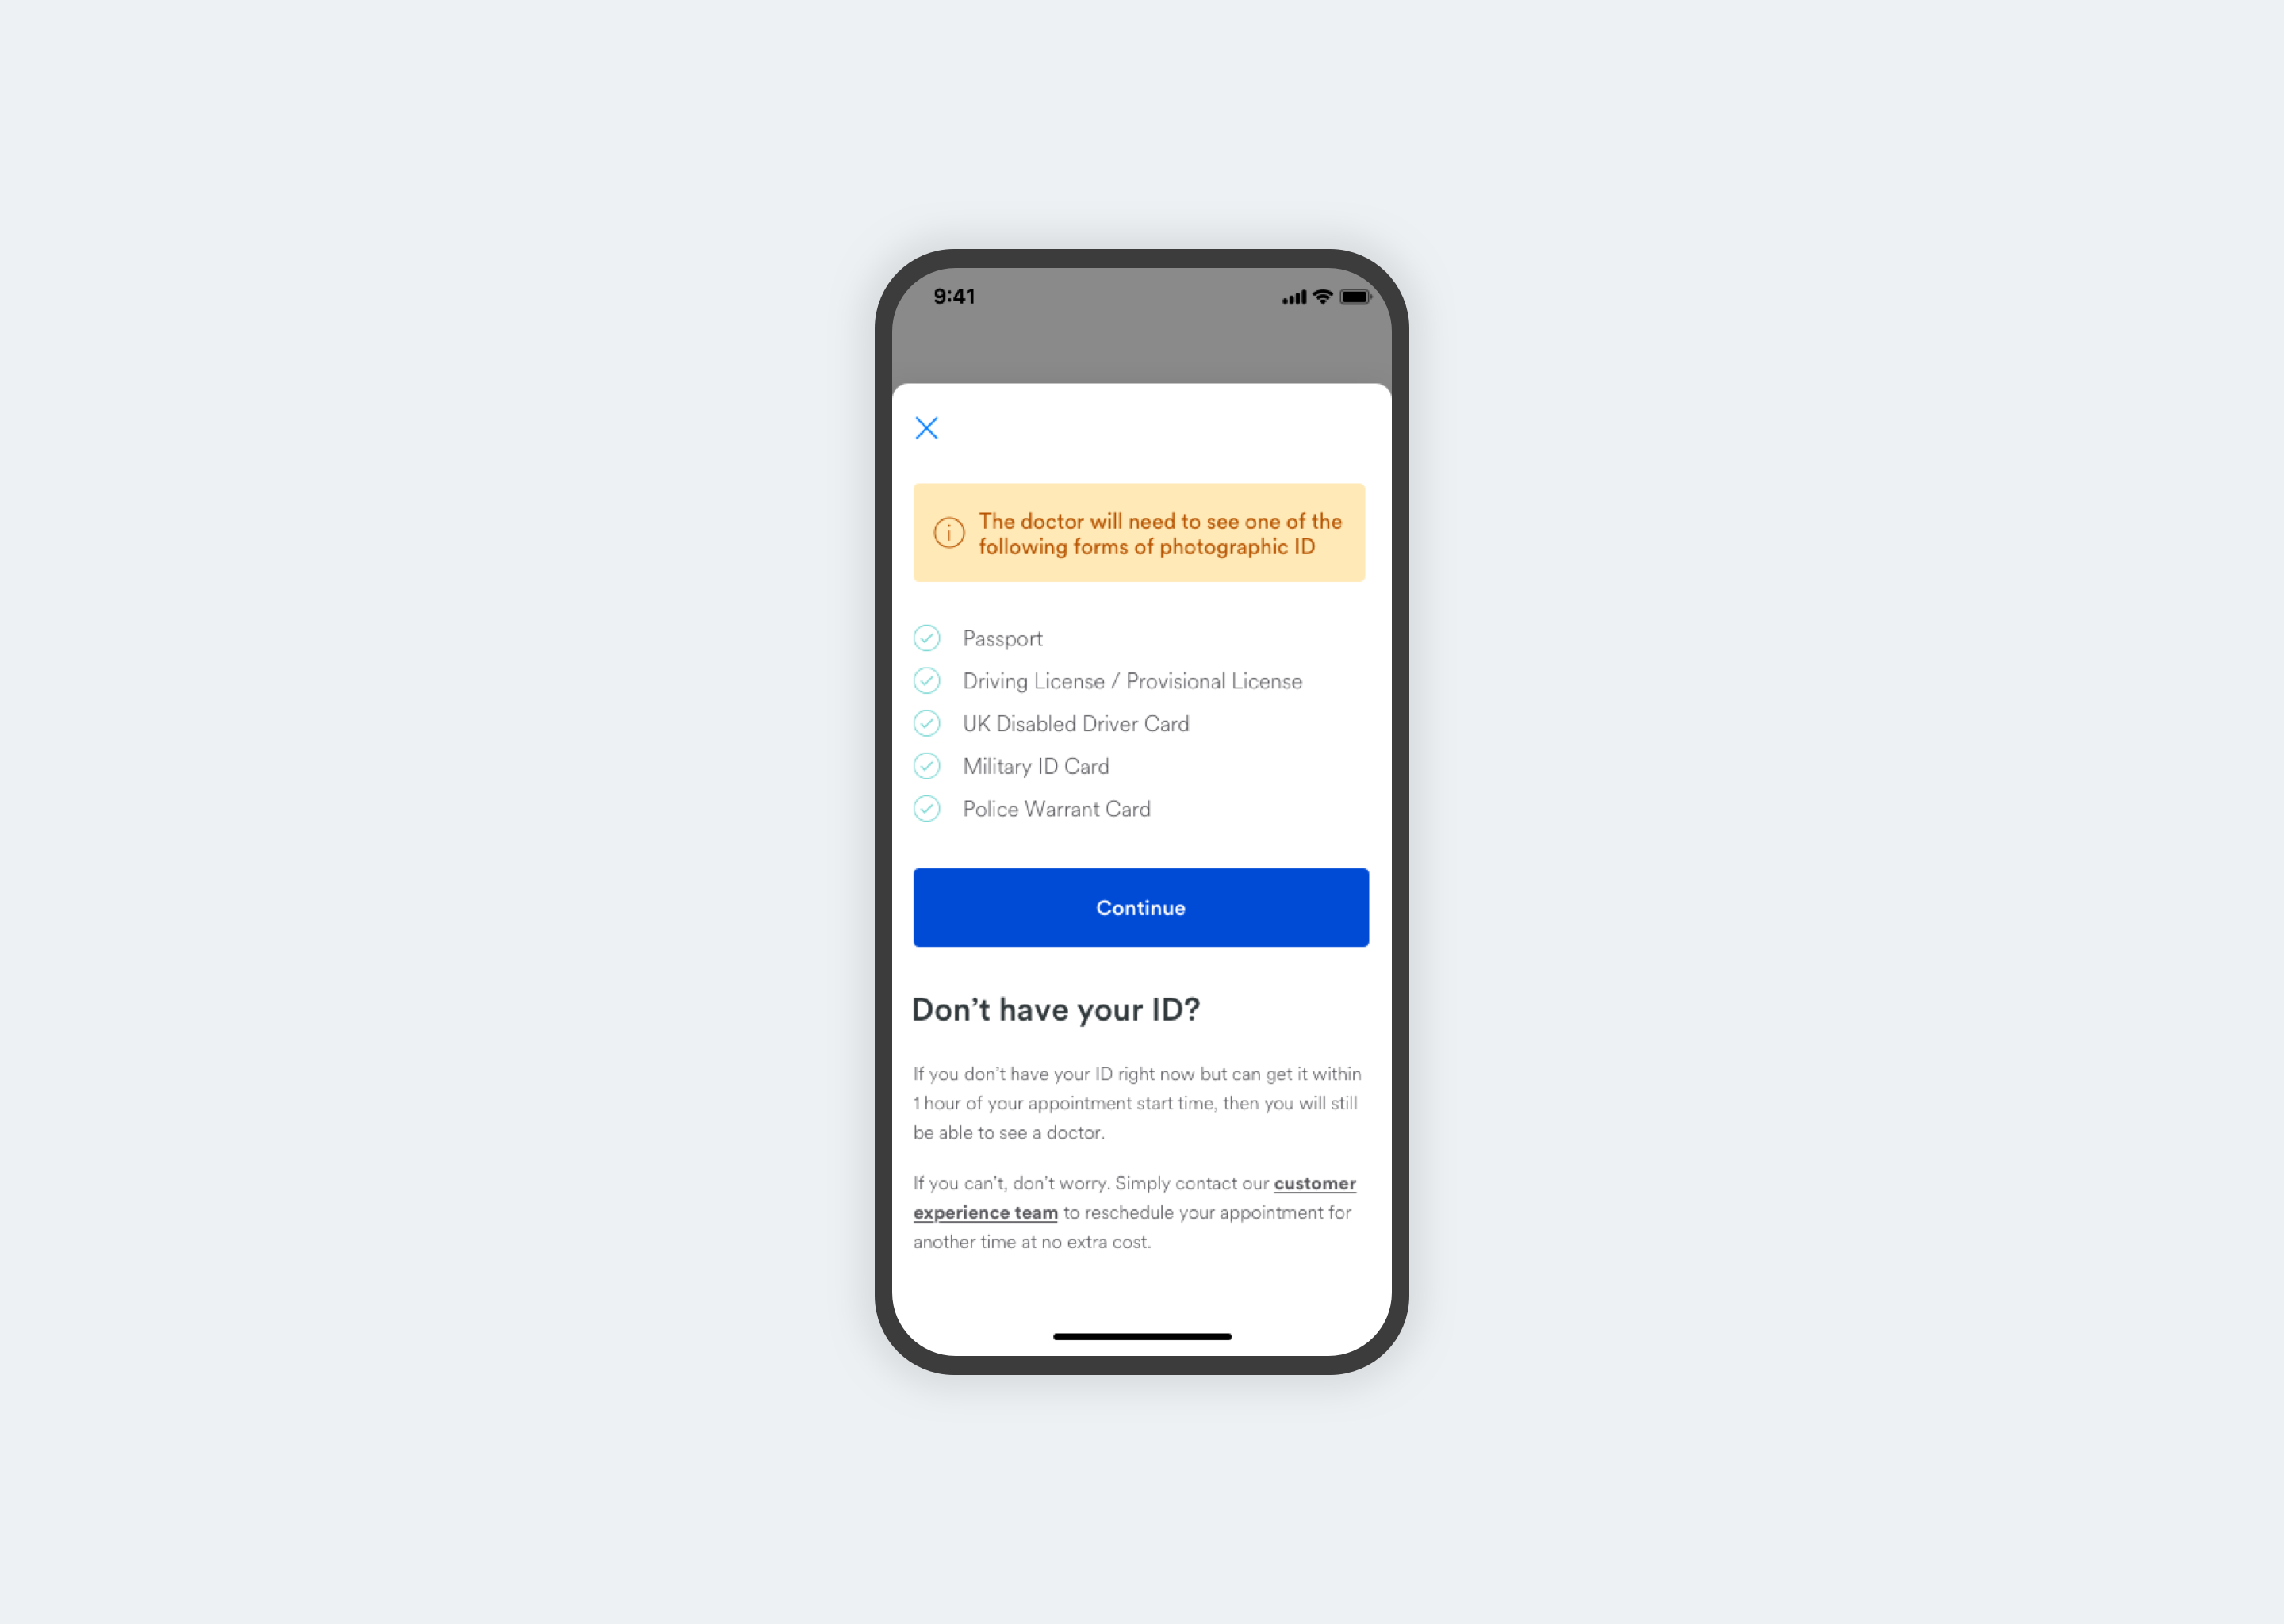 9:41
The doctor will need to see one of the
following forms of photographic ID
Passport
Driving License / Provisional License
UK Disabled Driver Card
Military ID Card
Police Warrant Card
Continue
Don’t have your ID?
If you don’t have your ID right now but can get it within
1 hour of your appointment start time, then you will still
be able to see a doctor.
If you can’t, don’t worry. Simply contact our customer
experience team to reschedule your appointment for
another time at no extra cost.